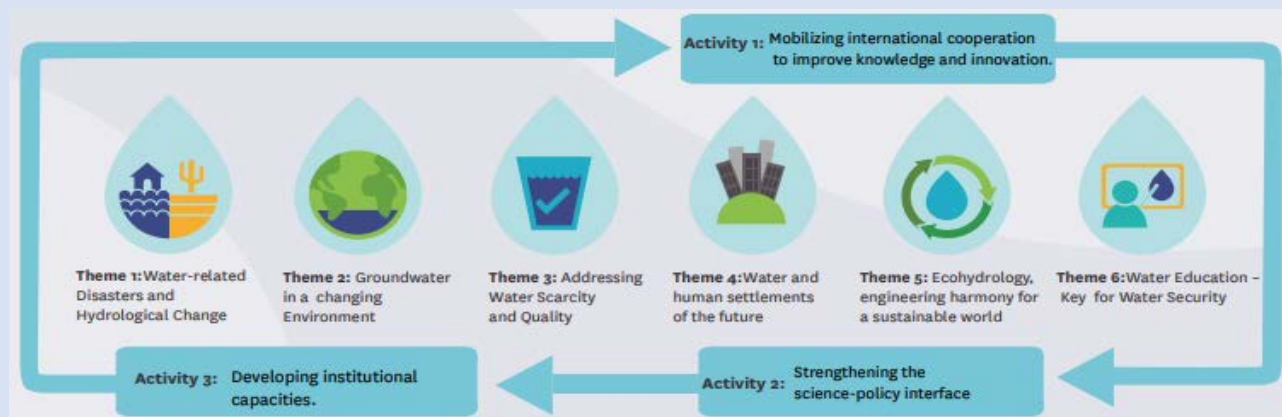 Activity 1: Mobilizing international cooperation
to improve knowledge and innovation.
Theme 1:Water-related
Disasters and
Hydrological Change
Theme 2: Groundwater
in a changing
Environment
Theme 3: Addressing
Water Scarcity
and Quality
Theme 4:Water and
human settlements
of the future
Theme 5: Ecohydrology,
engineering harmony for
a sustainable world
Theme 6:Water Education –
Key for Water Security
Activity 3: Developing institutional
capacities.
Activity 2: Strengthening the
science-policy interface